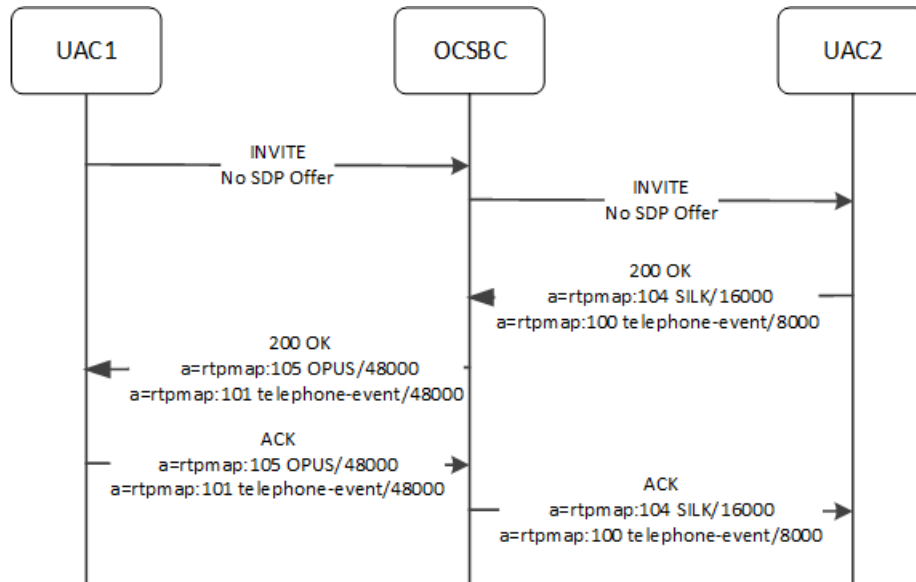 UAC1
OCSBC
UAC2
INVITE
No SDP Offer
INVITE
No SDP Offer
200 OK
a=rtpmap:104 SILK/16000
a=rtpmap:100 telephone-event/8000
200 OK
a=rtpmap:105 OPUS/48000
a=rtpmap:101 telephone-event/48000
ACK
a=rtpmap:105 OPUS/48000
a=rtpmap:101 telephone-event/48000
ACK
a=rtpmap:104 SILK/16000
a=rtpmap:100 telephone-event/8000